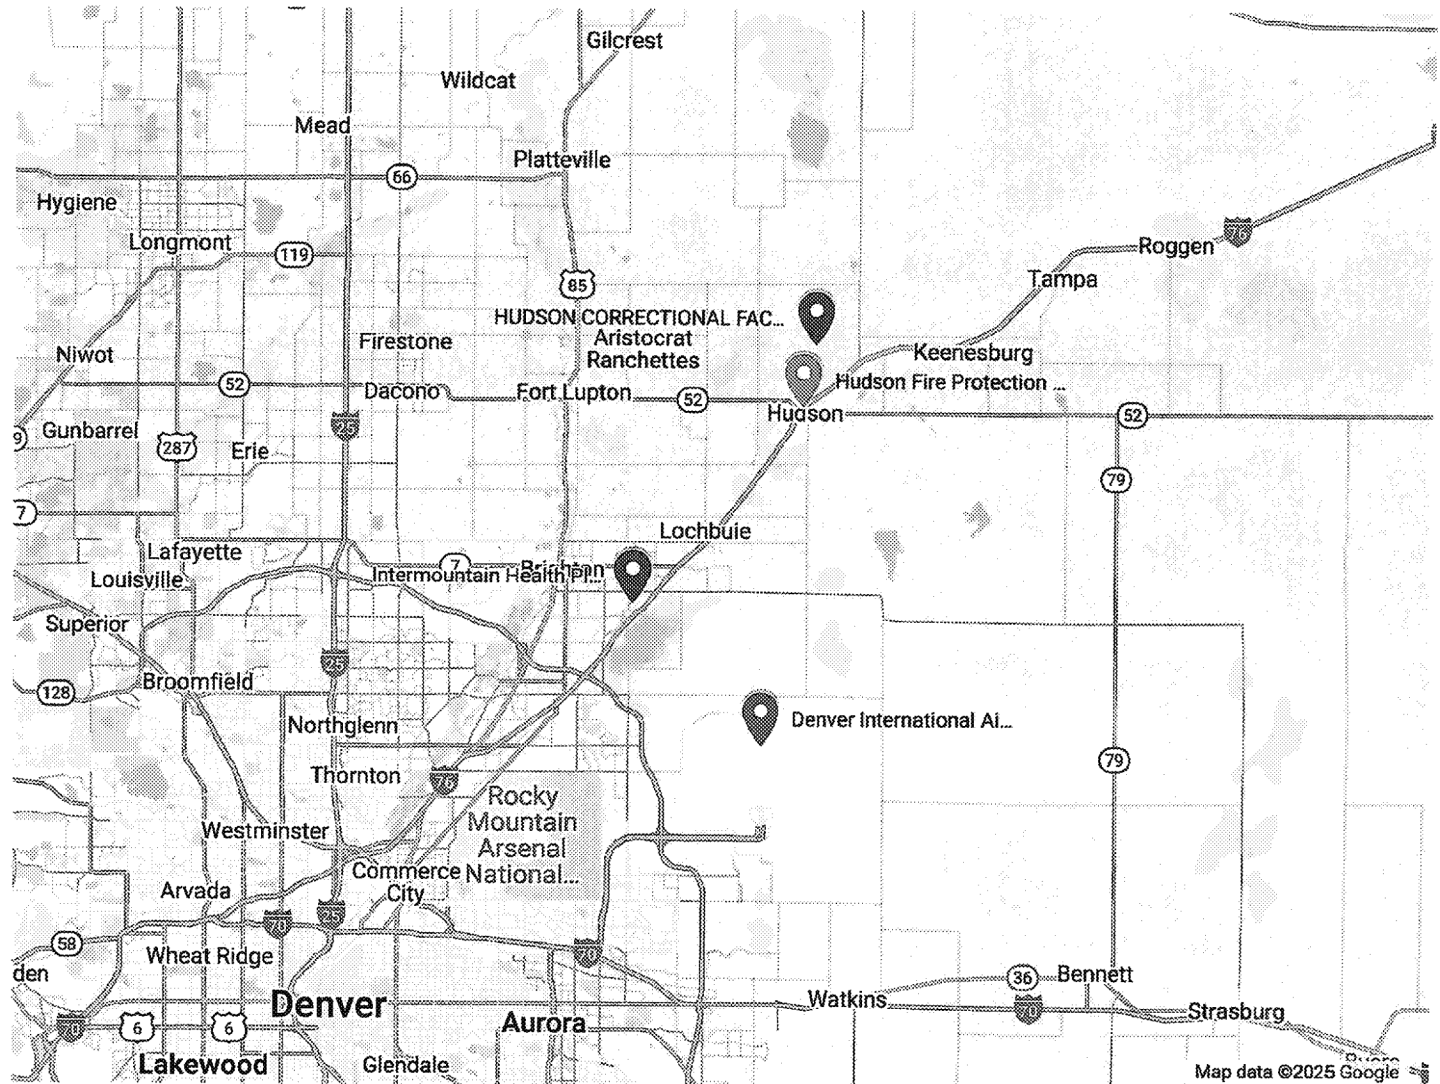 Gilcrest
Wildcat
Mead
Platteville
66
Hygiene
Longmont
119
Roggen
76
Tampa
85
HUDSON CORRECTIONAL FAC...
Aristocrat
Ranchettes
Firestone
Niwot
Keenesburg
52
Dacono
Fort Lupton
52
Hudson Fire Protection ...
Hudson
52
25
9
Gunbarrel
287
Erie
79
7
Lochbuie
Lafayette
7
Brighton
Intermountain Health Pl...
Louisville
Superior
25
128
Broomfield
Northglenn
Denver International Ai...
79
Thornton
76
Rocky
Mountain
Arsenal
National...
Westminster
Commerce
City
Arvada
70
25
58
Wheat Ridge
70
den
36
Bennett
Denver
Watkins
70
Strasburg
70
6
6
Aurora
Lakewood
Glendale
Map data ©2025 Google